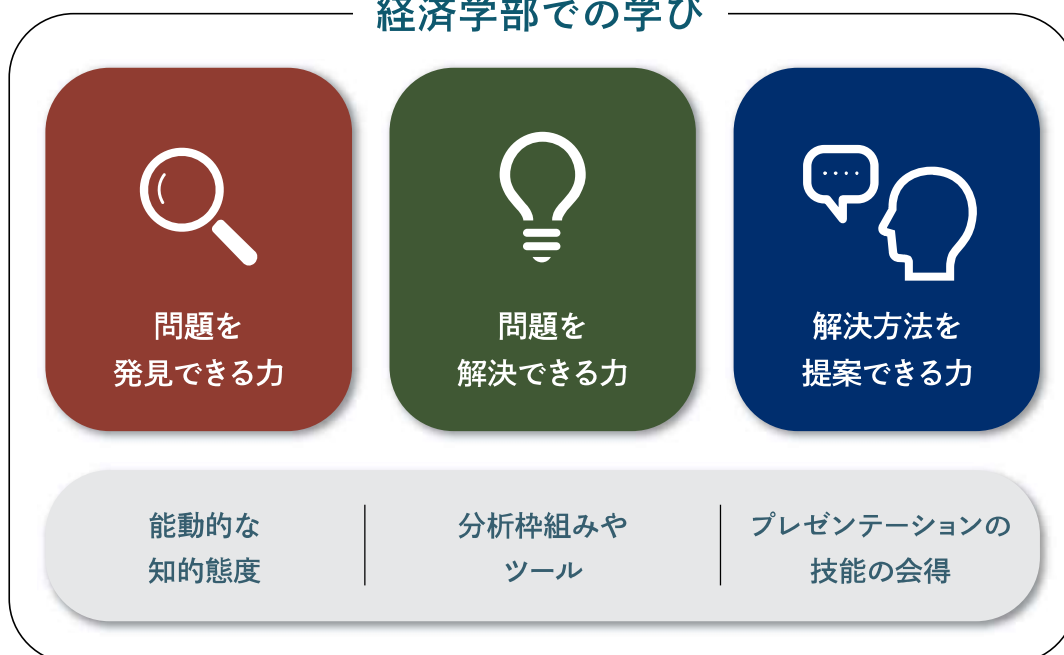 経済学部での学び
問題を
発見できる力
問題を
解決できる力
解決方法を
提案できる力
能動的な
知的態度
分析枠組みや
ツール
プレゼンテーションの
技能の会得